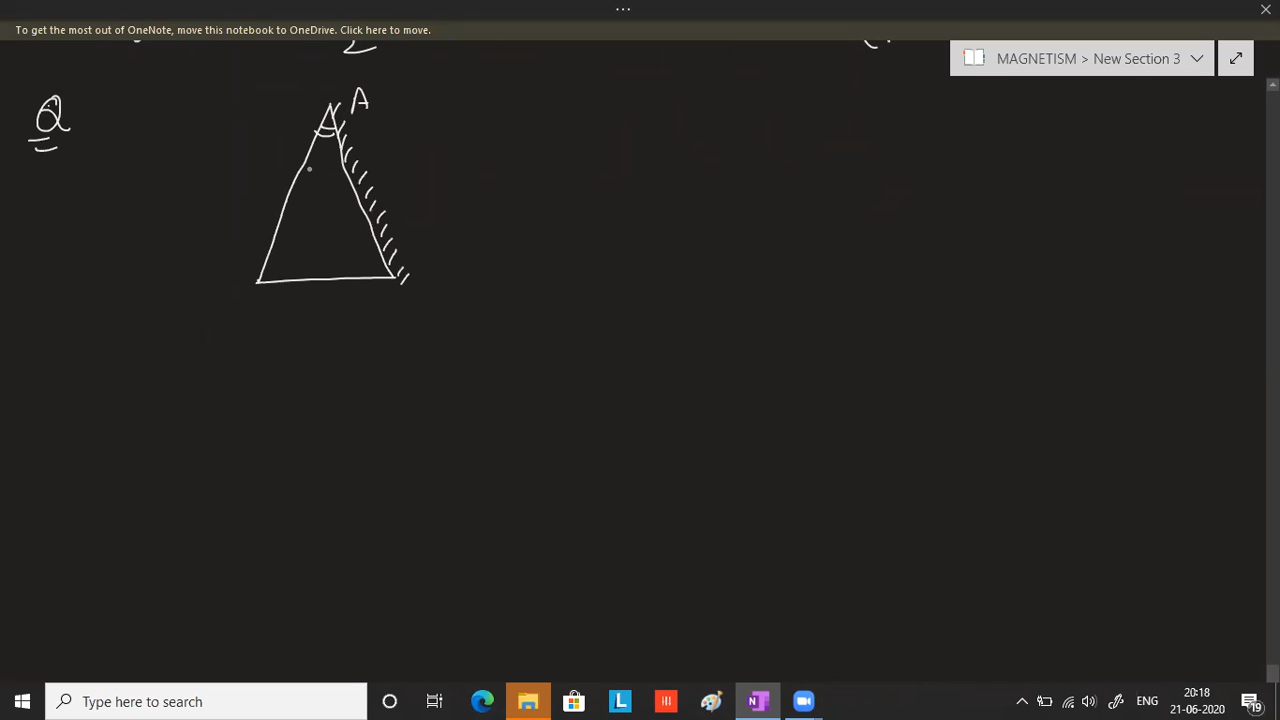 To get the most out of OneNote, move this notebook to OneDrive. Click here to move.
MAGNETISM > New Section 3
Q
A
Type here to search
ENG
20:18
21-06-2020
19